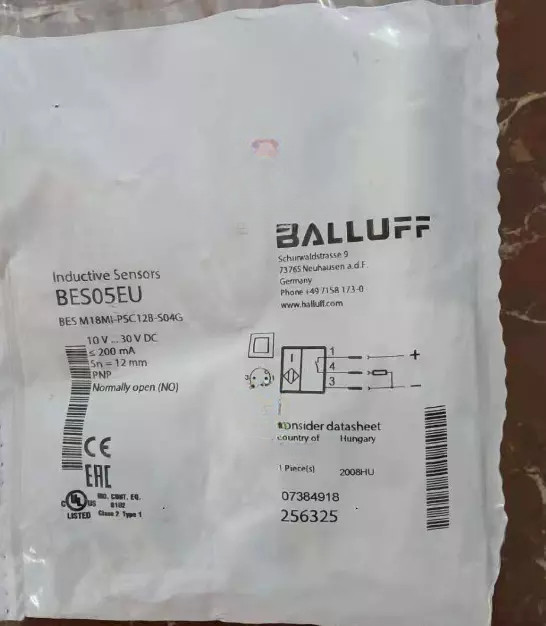 BALLUFF
Schurwaldstrasse 9
73765 Neuhausen a.d.F.
Germany
Phone +49 7158 173-0
www.balluff.com
Inductive Sensors
BES05EU
BES M18MI-PSC12B-S04G
10 V ... 30 V DC
≤ 200 mA
Sn = 12 mm
PNP
Normally open (NO)
1
+
4
3
−
consider datasheet
country of Hungary
1 Piece(s) 2008HU
07384918
256325
CE
EAC
c UL us
LISTED
IND. CONT. EQ.
Class 2 Type 1